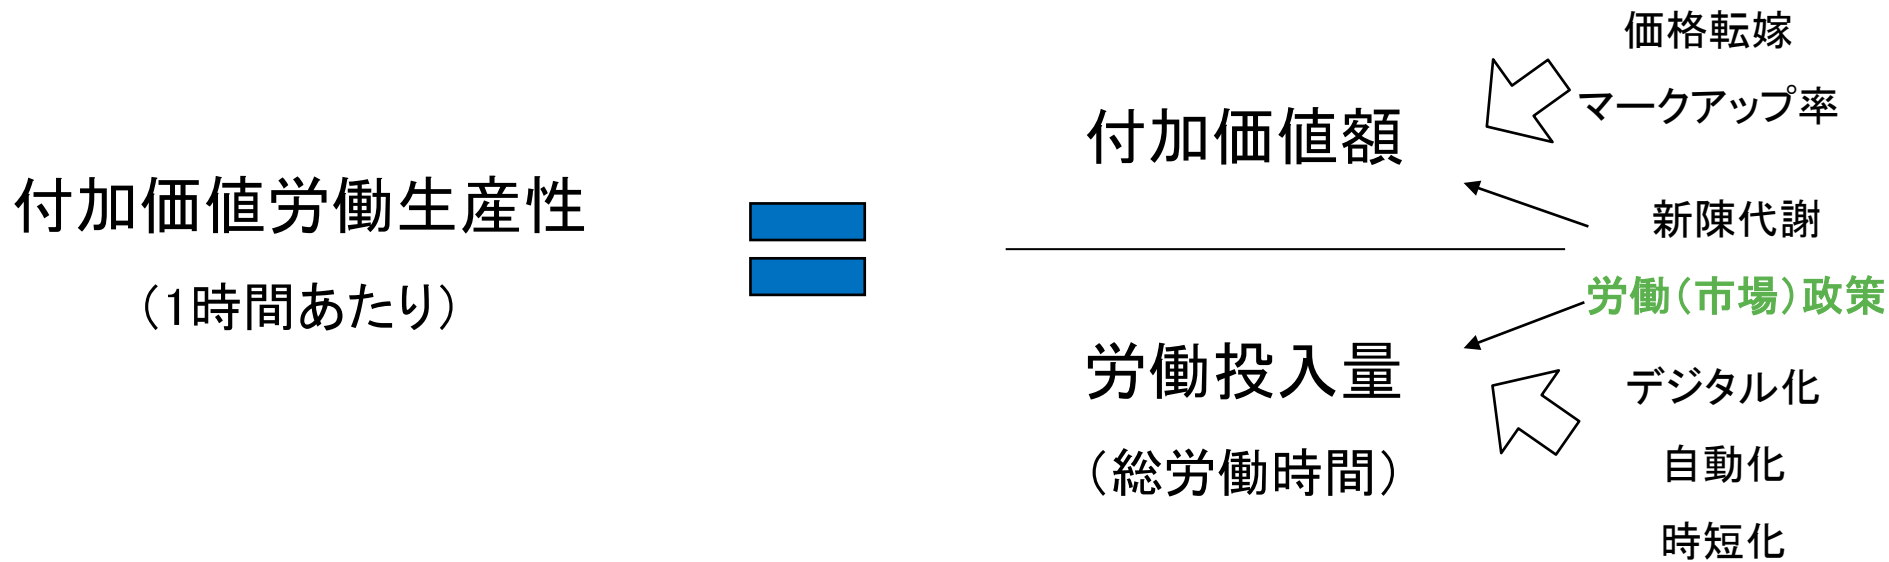 付加価値労働生産性
（1時間あたり）
付加価値額
労働投入量
（総労働時間）
価格転嫁
マークアップ率
新陳代謝
労働（市場）政策
デジタル化
自動化
時短化